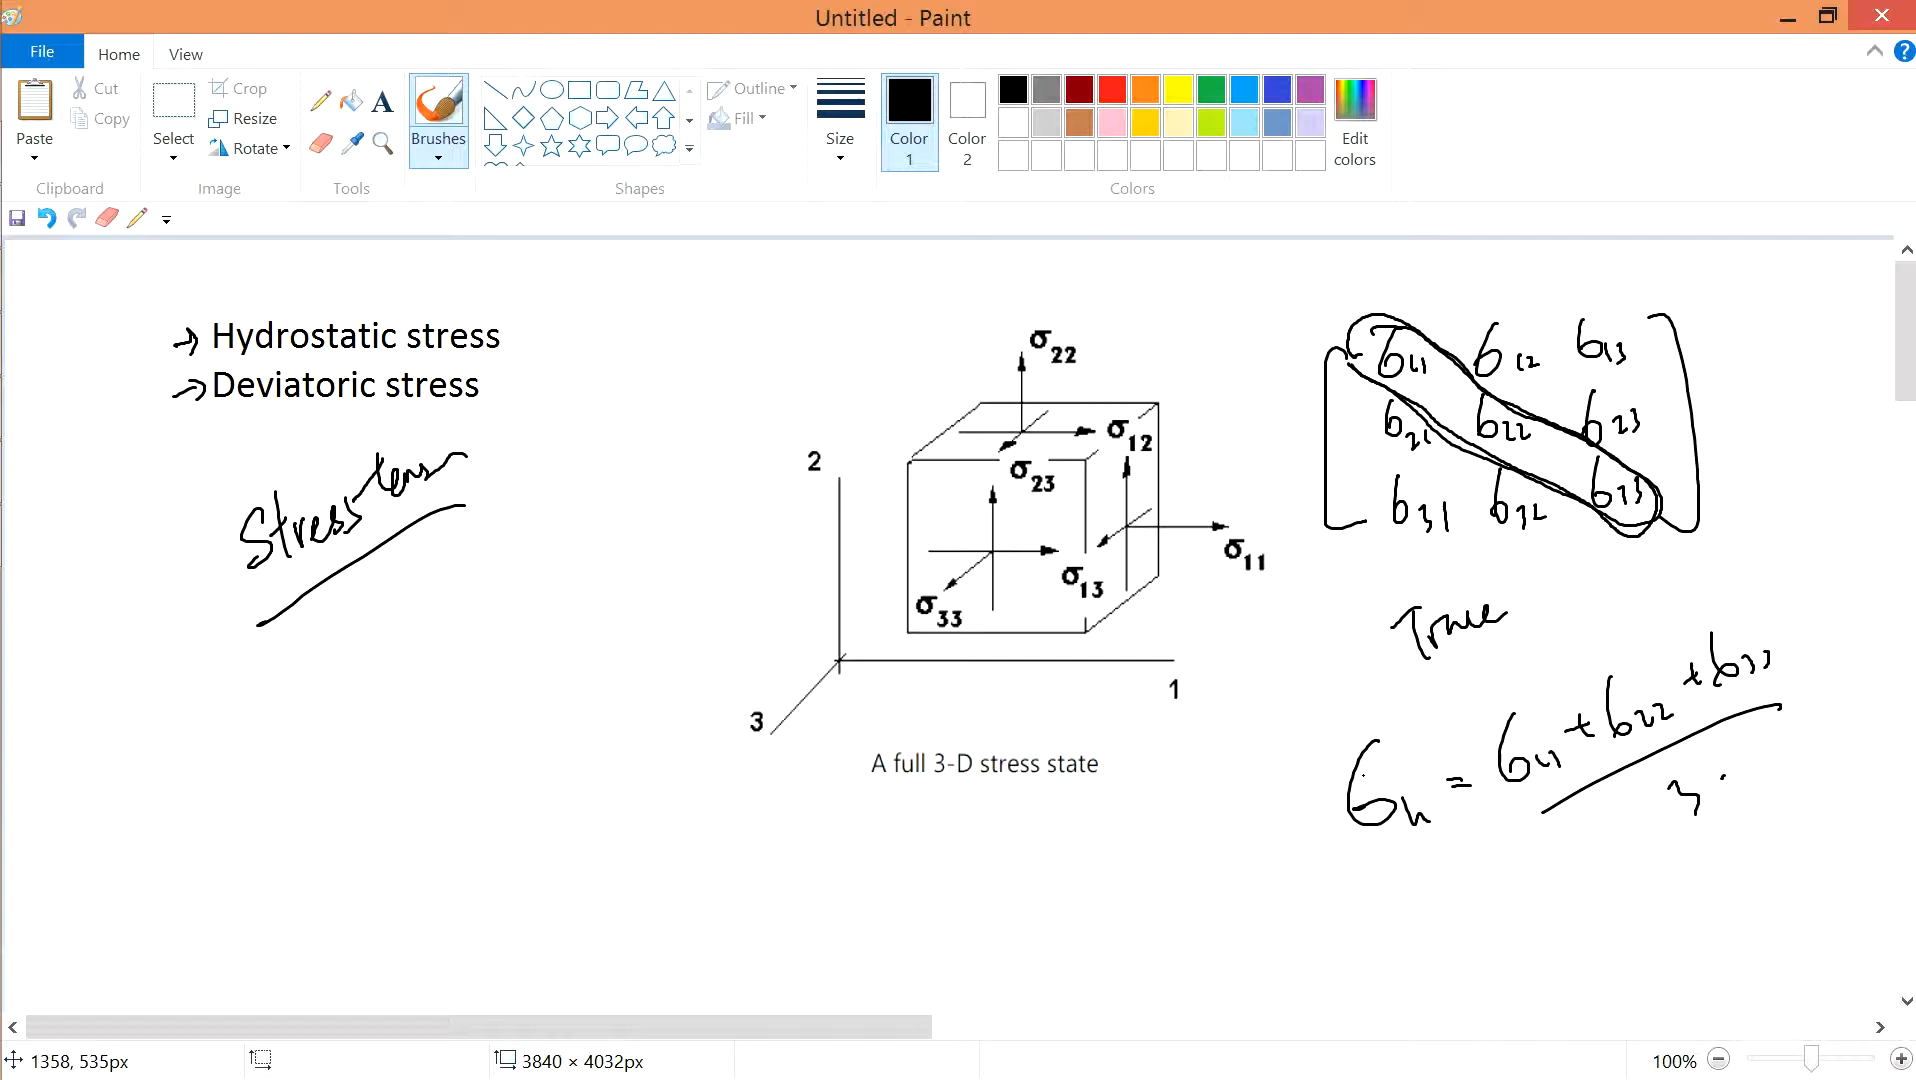 Untitled - Paint
File
Home
View
Paste
Cut
Copy
Clipboard
Select
Crop
Resize
Rotate
Image
Tools
Brushes
Shapes
Outline
Fill
Size
Color 1
Color 2
Edit colors
Colors
→ Hydrostatic stress
→ Deviatoric stress
Stress
σ22
σ12
σ23
σ11
σ13
σ33
2
1
3
A full 3-D stress state
σ11 σ12 σ13
σ21 σ22 σ23
σ31 σ32 σ33
Trace
σh = σ11 + σ22 + σ33
3
1358, 535px
3840 × 4032px
100%